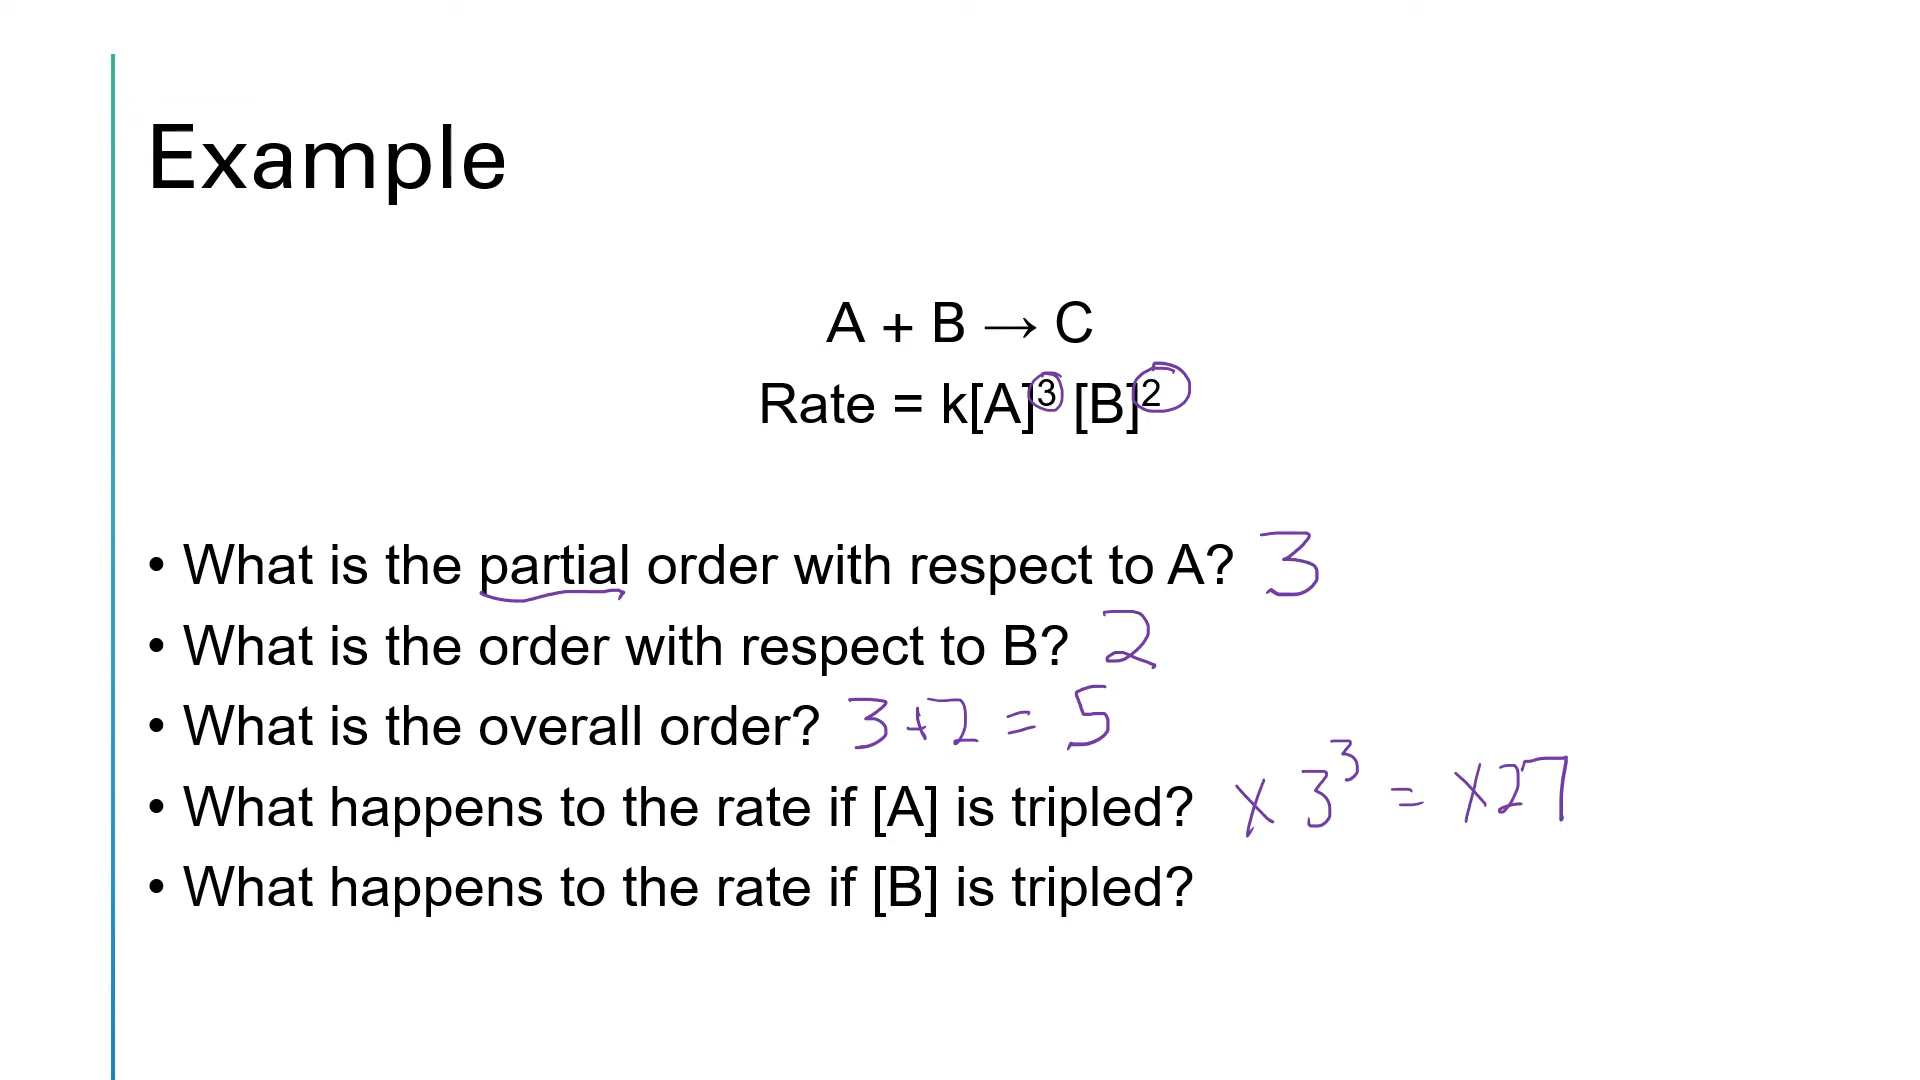 Example
A + B → C
Rate = k[A]³ [B]²
• What is the partial order with respect to A? 3
• What is the order with respect to B? 2
• What is the overall order? 3 + 2 = 5
• What happens to the rate if [A] is tripled? x 3³ = x27
• What happens to the rate if [B] is tripled?